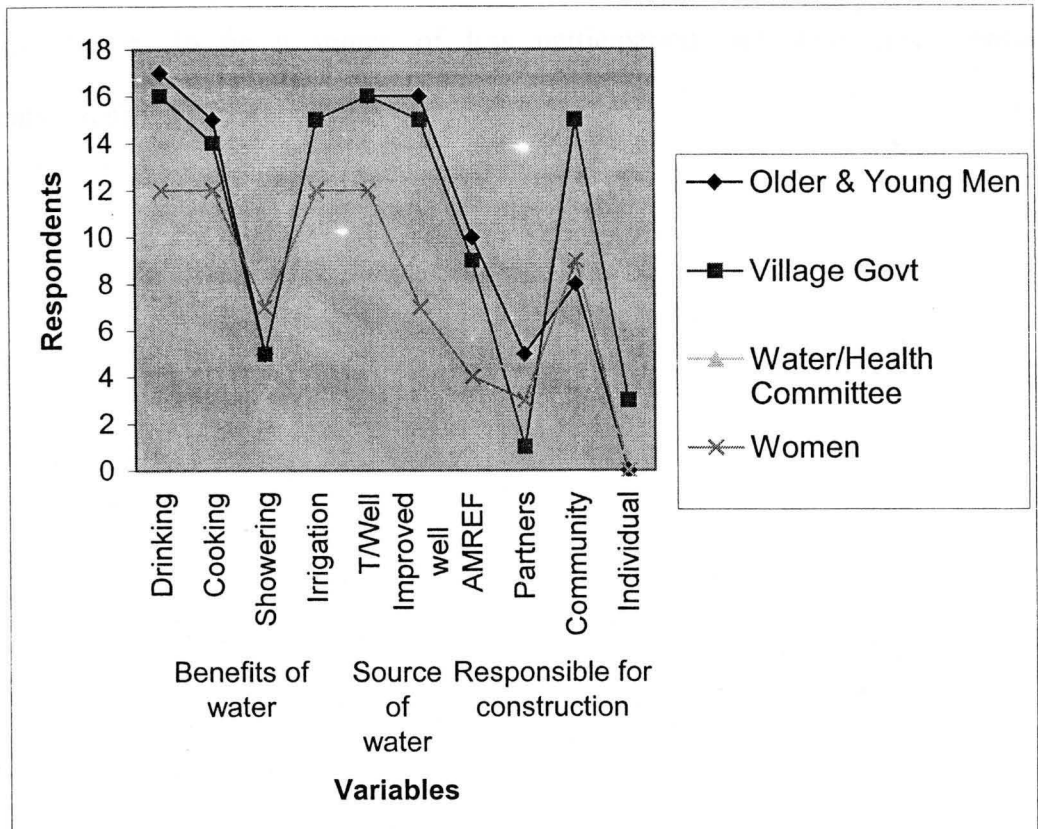 18
16
14
12
10
8
6
4
2
0
Respondents
Drinking
Cooking
Showering
Irrigation
T/Well
Improved
well
AMREF
Partners
Community
Individual
Benefits of
water
Source
of
water
Responsible for
construction
Variables
Older & Young Men
Village Govt
Water/Health
Committee
Women